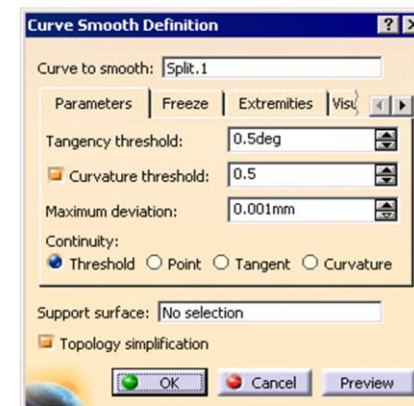 Curve Smooth Definition
Curve to smooth: Split.1
Parameters Freeze Extremities
Tangency threshold: 0.5deg
Curvature threshold: 0.5
Maximum deviation: 0.001mm
Continuity:
Threshold Point Tangent Curvature
Support surface: No selection
Topology simplification
OK Cancel Preview